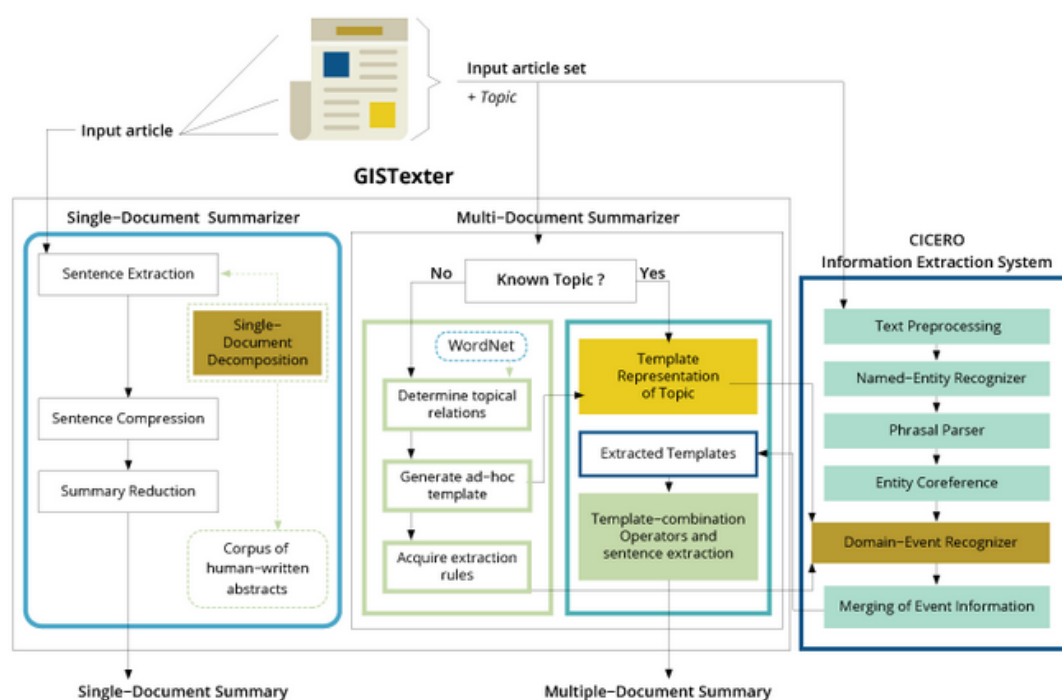 Input article set
+ Topic
Input article
GISTexter
Single-Document Summarizer
Sentence Extraction
Single-
Document
Decomposition
Sentence Compression
Summary Reduction
Corpus of
human-written
abstracts
Single-Document Summary
Multi-Document Summarizer
Known Topic ?
No
Yes
WordNet
Determine topical
relations
Generate ad-hoc
template
Acquire extraction
rules
Template
Representation
of Topic
Extracted Templates
Template-combination
Operators and
sentence extraction
Multiple-Document Summary
CICERO
Information Extraction System
Text Preprocessing
Named-Entity Recognizer
Phrasal Parser
Entity Coreference
Domain-Event Recognizer
Merging of Event Information